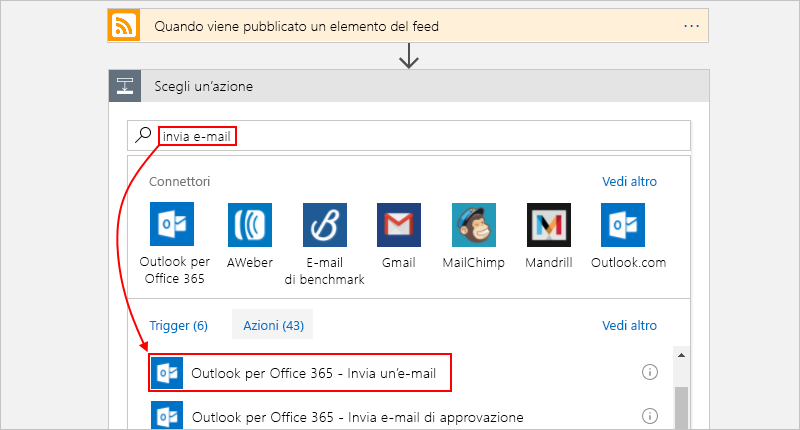 Quando viene pubblicato un elemento del feed
Scegli un'azione
invia e-mail
Connettori
Vedi altro
Outlook per Office 365
AWeber
E-mail di benchmark
Gmail
MailChimp
Mandrill
Outlook.com
Trigger (6)
Azioni (43)
Vedi altro
Outlook per Office 365 - Invia un'e-mail
Outlook per Office 365 - Invia e-mail di approvazione